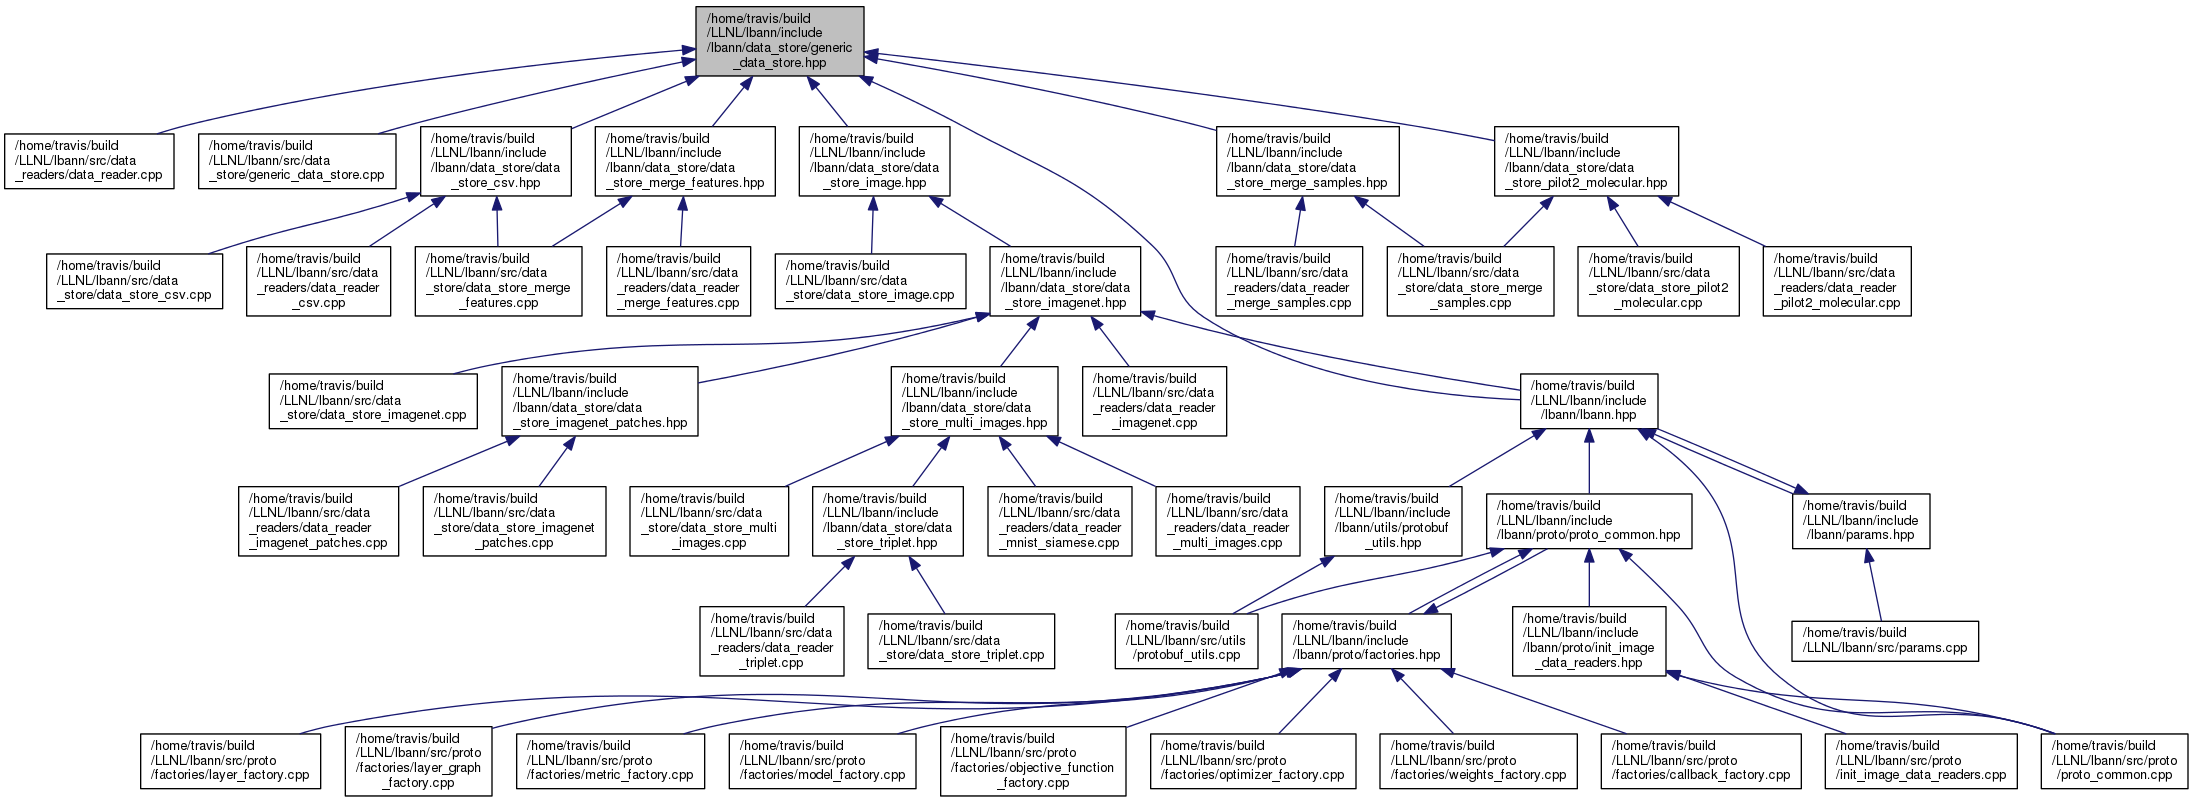 /home/travis/build
/LLNL/lbann/include
/lbann/data_store/generic
_data_store.hpp
/home/travis/build
/LLNL/lbann/src/data
_readers/data_reader.cpp
/home/travis/build
/LLNL/lbann/src/data
_store/generic_data_store.cpp
/home/travis/build
/LLNL/lbann/include
/lbann/data_store/data
_store_csv.hpp
/home/travis/build
/LLNL/lbann/include
/lbann/data_store/data
_store_merge_features.hpp
/home/travis/build
/LLNL/lbann/include
/lbann/data_store/data
_store_image.hpp
/home/travis/build
/LLNL/lbann/include
/lbann/data_store/data
_store_merge_samples.hpp
/home/travis/build
/LLNL/lbann/include
/lbann/data_store/data
_store_pilot2_molecular.hpp
/home/travis/build
/LLNL/lbann/src/data
_store/data_store_csv.cpp
/home/travis/build
/LLNL/lbann/src/data
_readers/data_reader
_csv.cpp
/home/travis/build
/LLNL/lbann/src/data
_store/data_store_merge
_features.cpp
/home/travis/build
/LLNL/lbann/src/data
_readers/data_reader
_merge_features.cpp
/home/travis/build
/LLNL/lbann/src/data
_store/data_store_image.cpp
/home/travis/build
/LLNL/lbann/include
/lbann/data_store/data
_store_imagenet.hpp
/home/travis/build
/LLNL/lbann/src/data
_readers/data_reader
_merge_samples.cpp
/home/travis/build
/LLNL/lbann/src/data
_store/data_store_merge
_samples.cpp
/home/travis/build
/LLNL/lbann/src/data
_store/data_store_pilot2
_molecular.cpp
/home/travis/build
/LLNL/lbann/src/data
_readers/data_reader
_pilot2_molecular.cpp
/home/travis/build
/LLNL/lbann/src/data
_store/data_store_imagenet.cpp
/home/travis/build
/LLNL/lbann/include
/lbann/data_store/data
_store_imagenet_patches.hpp
/home/travis/build
/LLNL/lbann/include
/lbann/data_store/data
_store_multi_images.hpp
/home/travis/build
/LLNL/lbann/src/data
_readers/data_reader
_imagenet.cpp
/home/travis/build
/LLNL/lbann/include
/lbann/lbann.hpp
/home/travis/build
/LLNL/lbann/src/data
_readers/data_reader
_imagenet_patches.cpp
/home/travis/build
/LLNL/lbann/src/data
_store/data_store_imagenet
_patches.cpp
/home/travis/build
/LLNL/lbann/src/data
_store/data_store_multi
_images.cpp
/home/travis/build
/LLNL/lbann/include
/lbann/data_store/data
_store_triplet.hpp
/home/travis/build
/LLNL/lbann/src/data
_readers/data_reader
_mnist_siamese.cpp
/home/travis/build
/LLNL/lbann/src/data
_readers/data_reader
_multi_images.cpp
/home/travis/build
/LLNL/lbann/include
/lbann/utils/protobuf
_utils.hpp
/home/travis/build
/LLNL/lbann/include
/lbann/proto/proto_common.hpp
/home/travis/build
/LLNL/lbann/include
/lbann/params.hpp
/home/travis/build
/LLNL/lbann/src/data
_readers/data_reader
_triplet.cpp
/home/travis/build
/LLNL/lbann/src/data
_store/data_store_triplet.cpp
/home/travis/build
/LLNL/lbann/src/utils
/protobuf_utils.cpp
/home/travis/build
/LLNL/lbann/include
/lbann/proto/factories.hpp
/home/travis/build
/LLNL/lbann/include
/lbann/proto/init_image
_data_readers.hpp
/home/travis/build
/LLNL/lbann/src/params.cpp
/home/travis/build
/LLNL/lbann/src/proto
/factories/layer_factory.cpp
/home/travis/build
/LLNL/lbann/src/proto
/factories/layer_graph
_factory.cpp
/home/travis/build
/LLNL/lbann/src/proto
/factories/metric_factory.cpp
/home/travis/build
/LLNL/lbann/src/proto
/factories/model_factory.cpp
/home/travis/build
/LLNL/lbann/src/proto
/factories/objective_function
_factory.cpp
/home/travis/build
/LLNL/lbann/src/proto
/factories/optimizer_factory.cpp
/home/travis/build
/LLNL/lbann/src/proto
/factories/weights_factory.cpp
/home/travis/build
/LLNL/lbann/src/proto
/factories/callback_factory.cpp
/home/travis/build
/LLNL/lbann/src/proto
/init_image_data_readers.cpp
/home/travis/build
/LLNL/lbann/src/proto
/proto_common.cpp